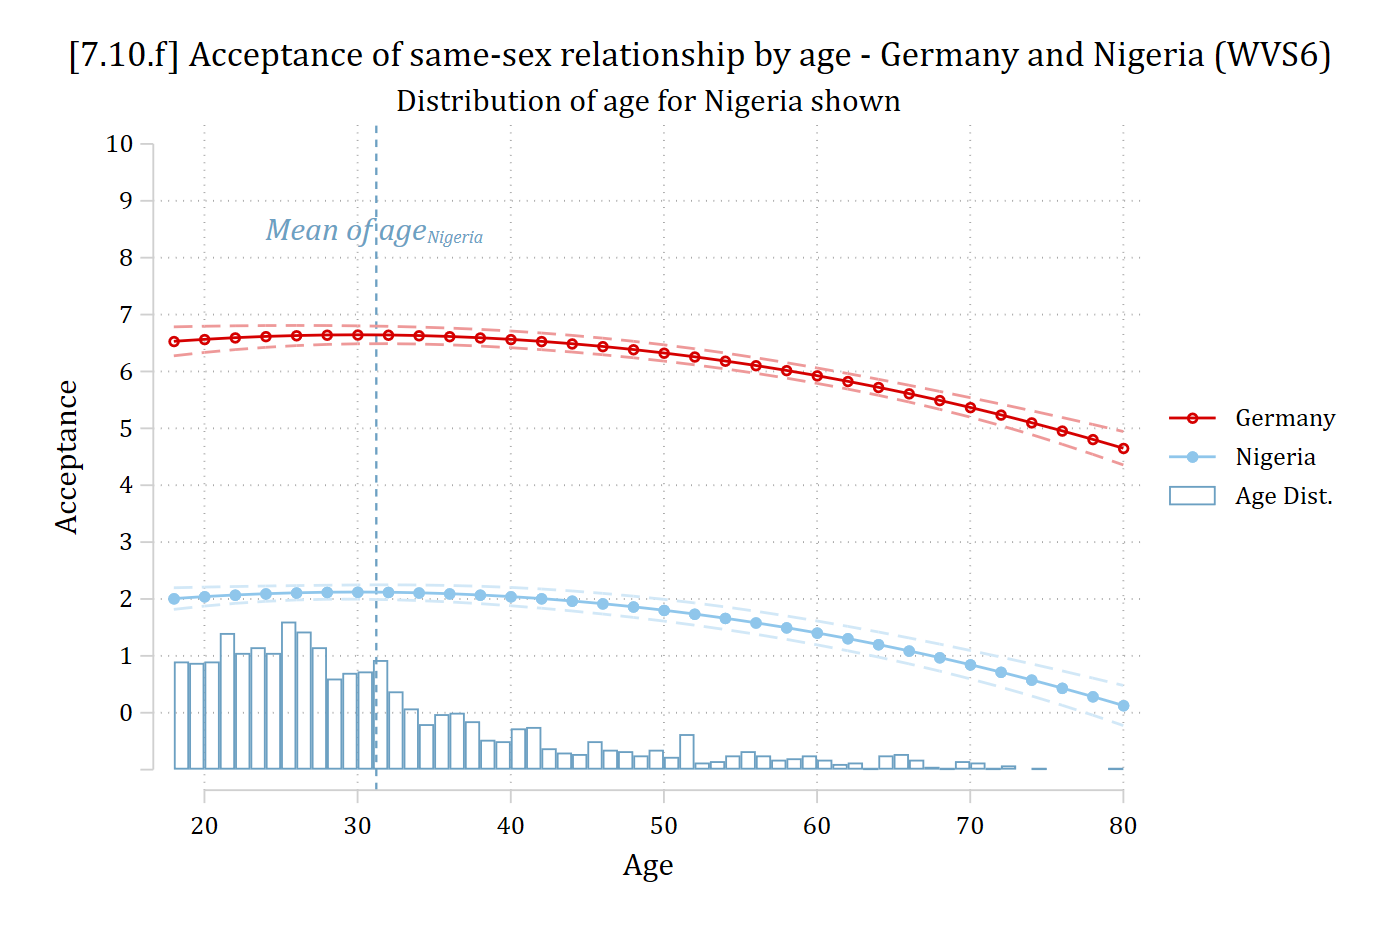 [7.10.f] Acceptance of same-sex relationship by age - Germany and Nigeria (WVS6)
Distribution of age for Nigeria shown
10
9
Mean of age Nigeria
8
7
6
5
4
3
2
1
0
Acceptance
Germany
Nigeria
Age Dist.
20 30 40 50 60 70 80
Age